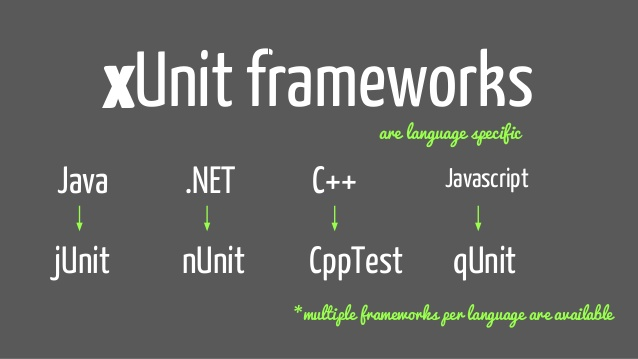 xUnit frameworks
are language specific
Java .NET C++ Javascript
jUnit nUnit CppTest qUnit
*multiple frameworks per language are available